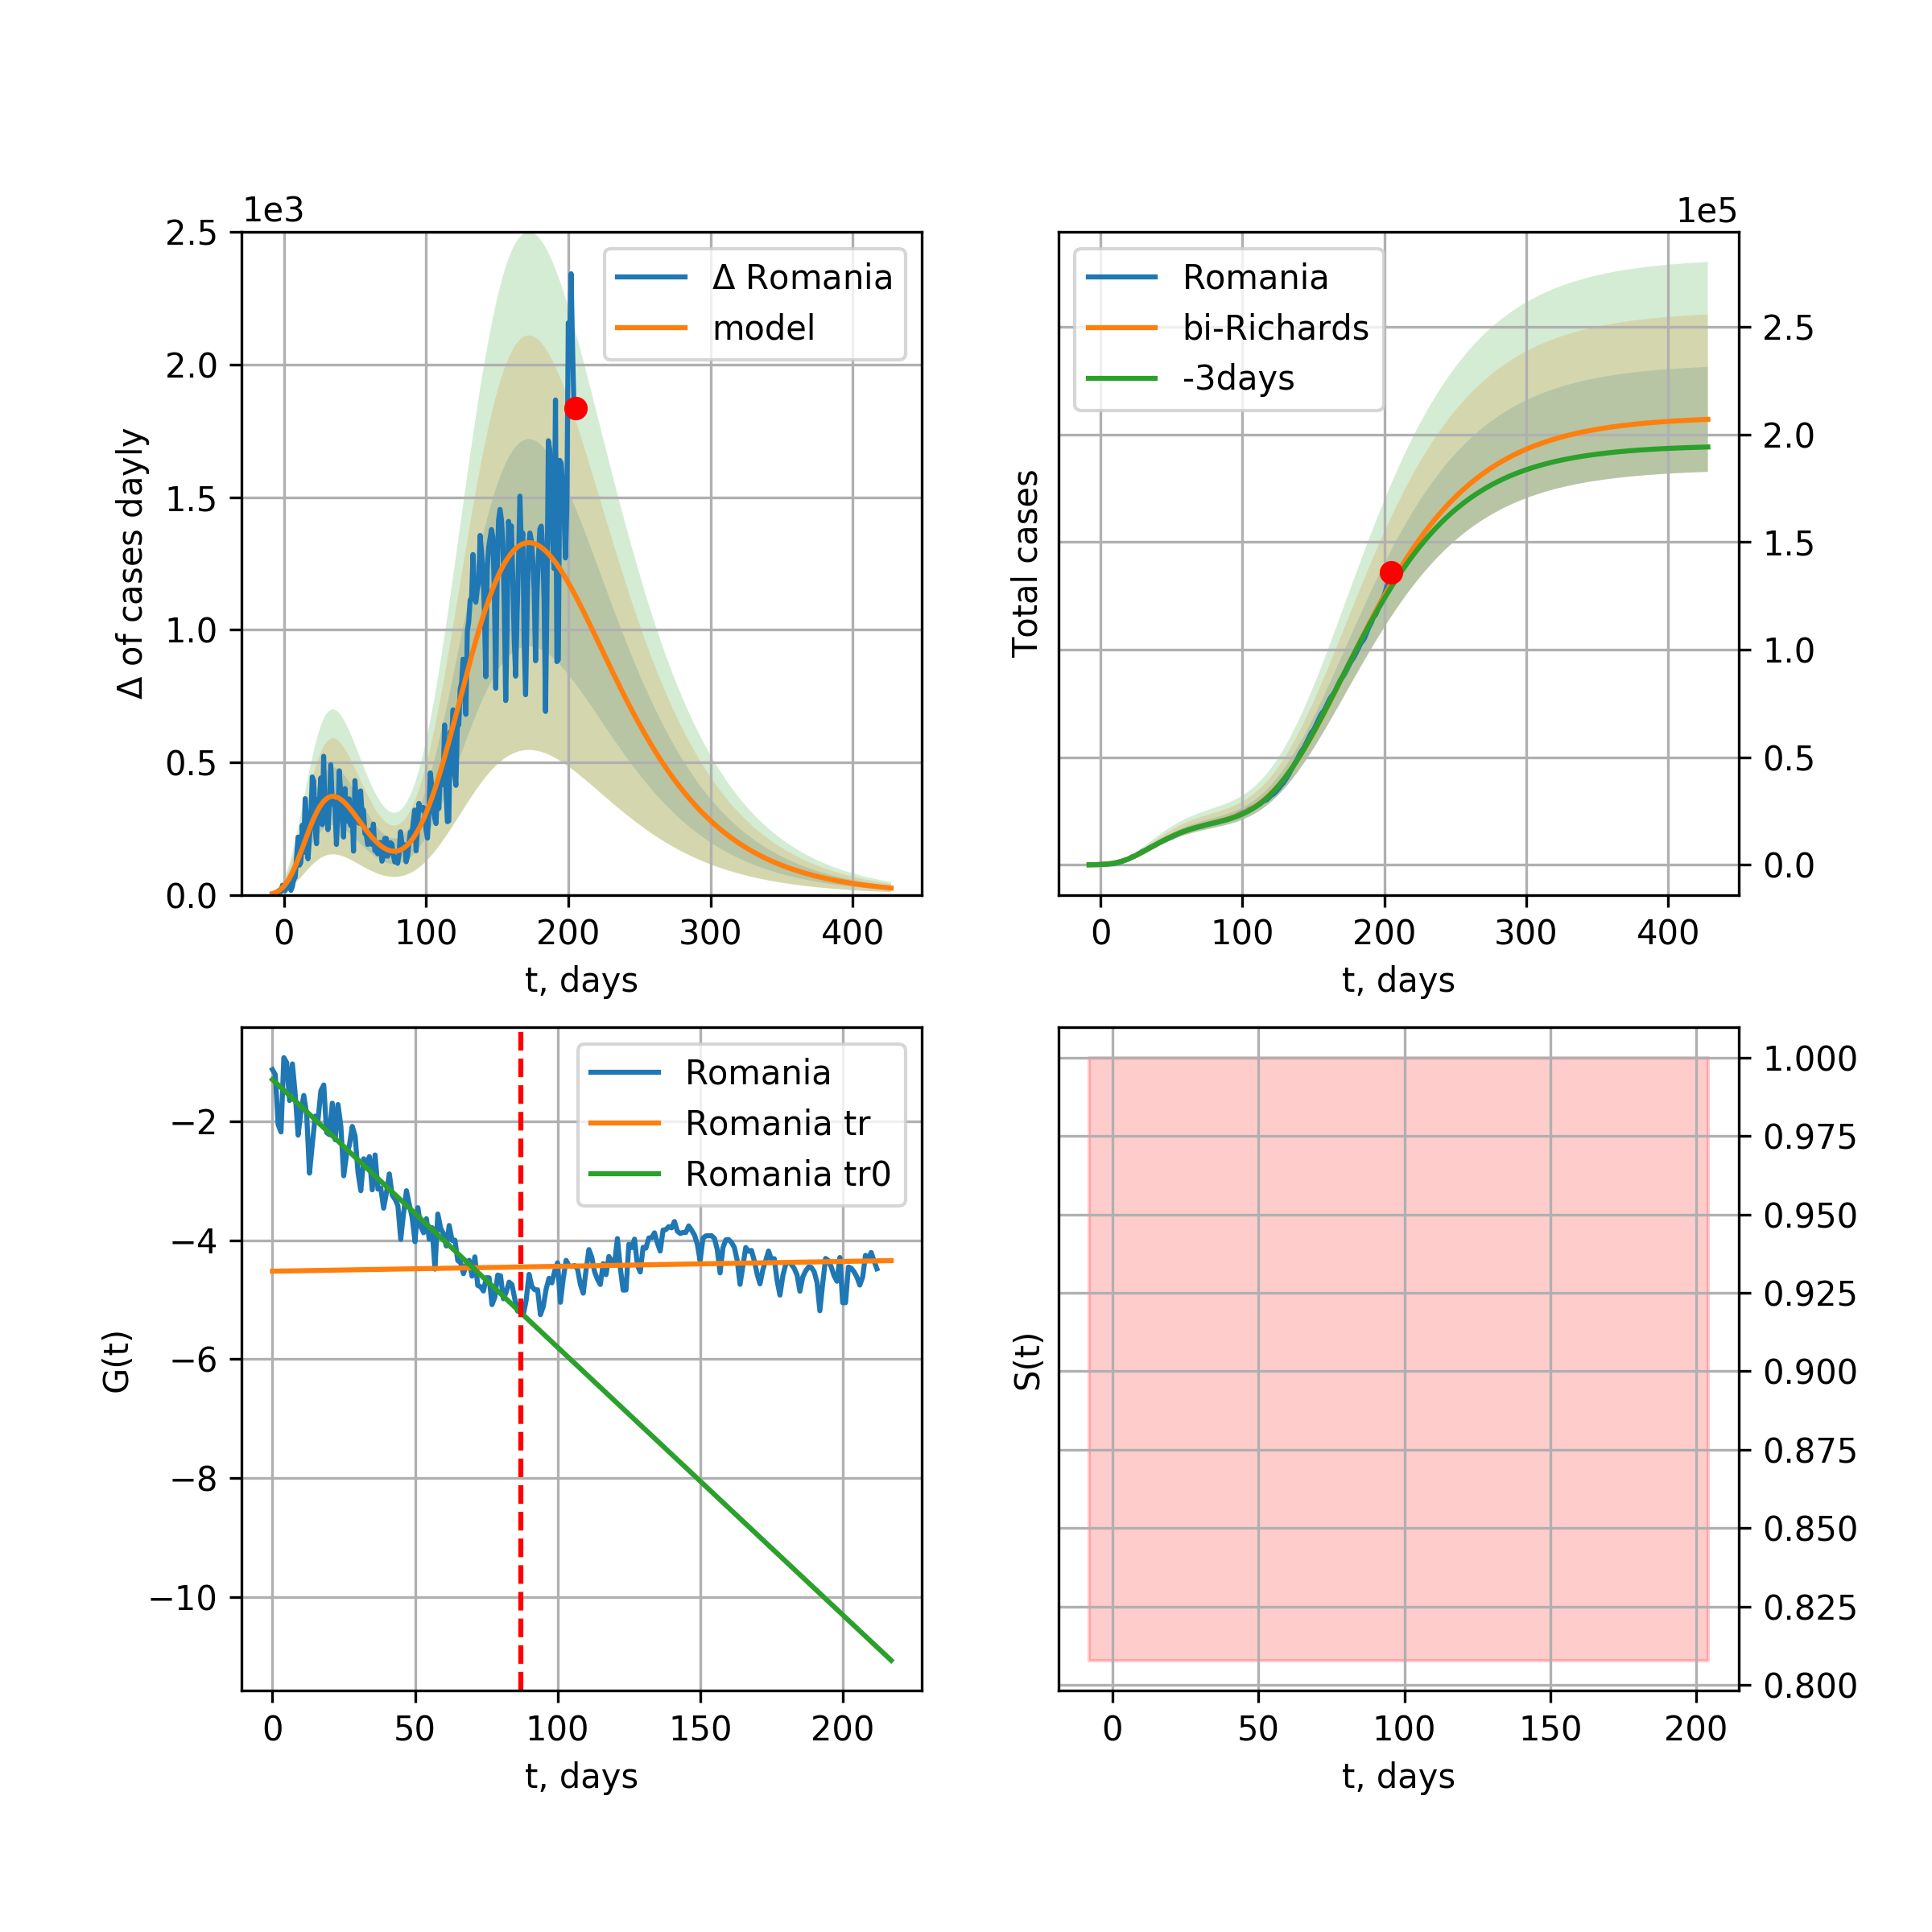 1e3
2.5
2.0
1.5
1.0
0.5
0.0
Δ of cases dayly
Δ Romania
model
0 100 200 300 400
t, days
1e5
Total cases
Romania
bi-Richards
-3days
2.5
2.0
1.5
1.0
0.5
0.0
0 100 200 300 400
t, days
G(t)
−2
−4
−6
−8
−10
Romania
Romania tr
Romania tr0
0 50 100 150 200
t, days
S(t)
1.000
0.975
0.950
0.925
0.900
0.875
0.850
0.825
0.800
0 50 100 150 200
t, days